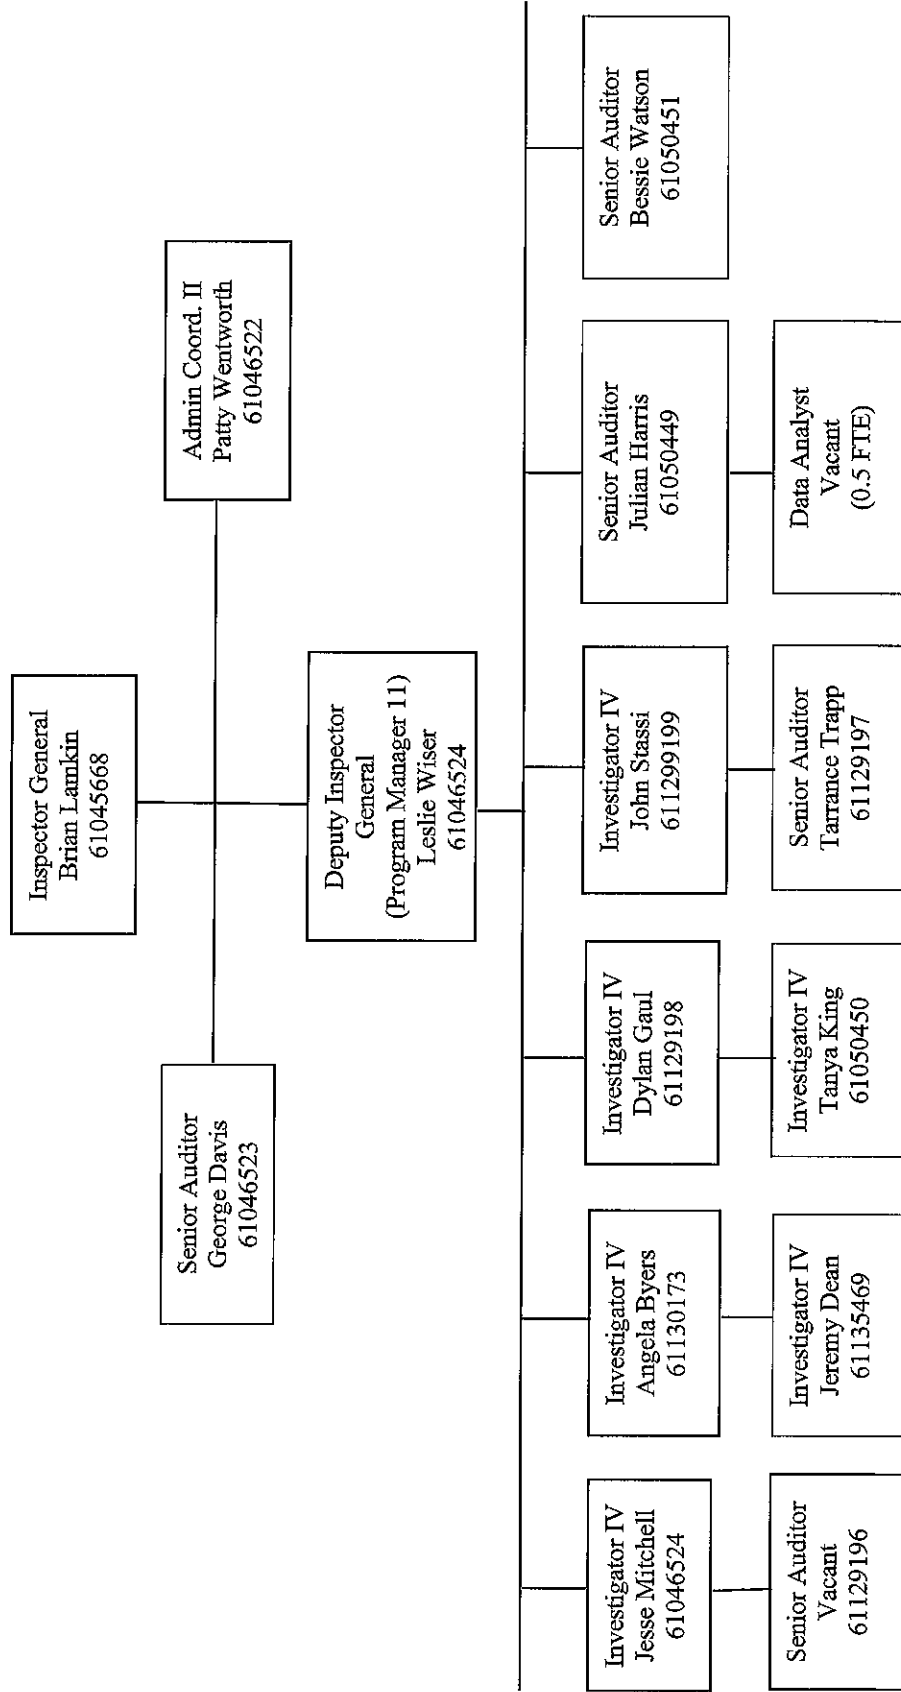 Inspector General
Brian Lamkin
61045668
Senior Auditor
George Davis
61046523
Admin Coord. II
Patty Wentworth
61046522
Deputy Inspector
General
(Program Manager 11)
Leslie Wiser
61046524
Investigator IV
Jesse Mitchell
61046524
Investigator IV
Angela Byers
61130173
Investigator IV
Dylan Gaul
61129198
Investigator IV
John Stassi
611299199
Senior Auditor
Julian Harris
61050449
Senior Auditor
Bessie Watson
61050451
Senior Auditor
Vacant
61129196
Investigator IV
Jeremy Dean
61135469
Investigator IV
Tanya King
61050450
Senior Auditor
Tarrance Trapp
61129197
Data Analyst
Vacant
(0.5 FTE)